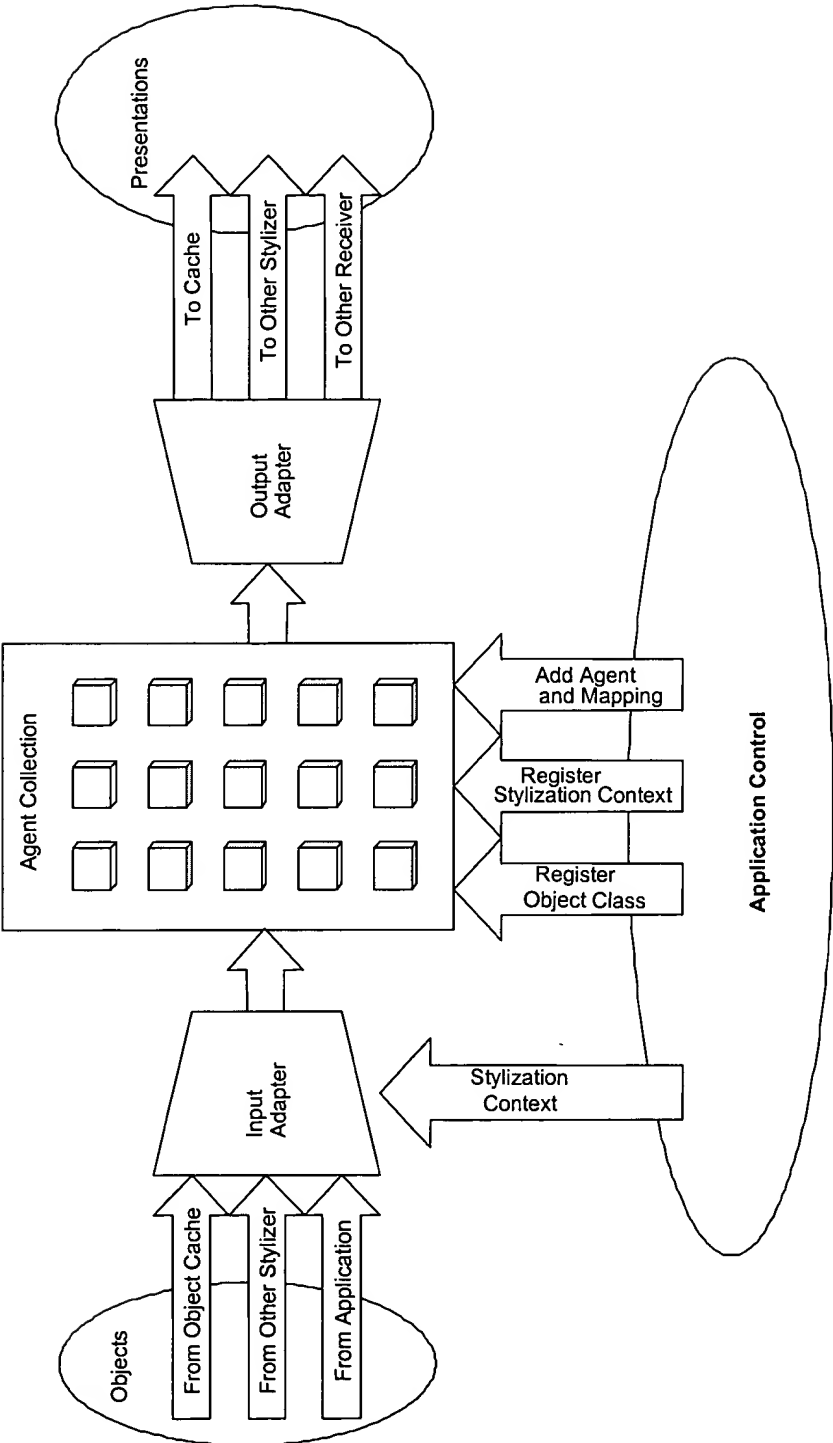 Objects
From Object Cache
From Other Stylizer
From Application
Input
Adapter
Stylization
Context
Agent Collection
Register
Object Class
Register
Stylization Context
Add Agent
and Mapping
Output
Adapter
To Cache
To Other Stylizer
To Other Receiver
Presentations
Application Control